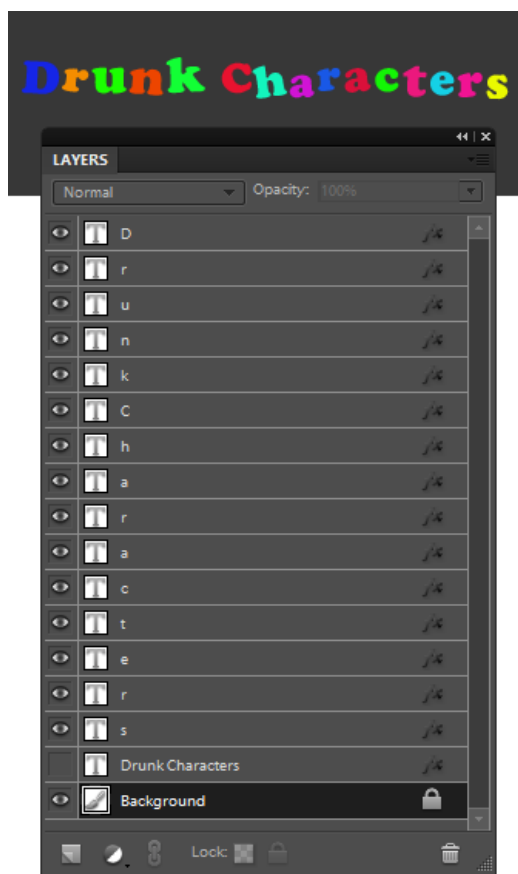 Drunk Characters
LAYERS
Normal Opacity: 100%
D
r
u
n
k
C
h
a
r
a
c
t
e
r
s
Drunk Characters
Background
Lock: